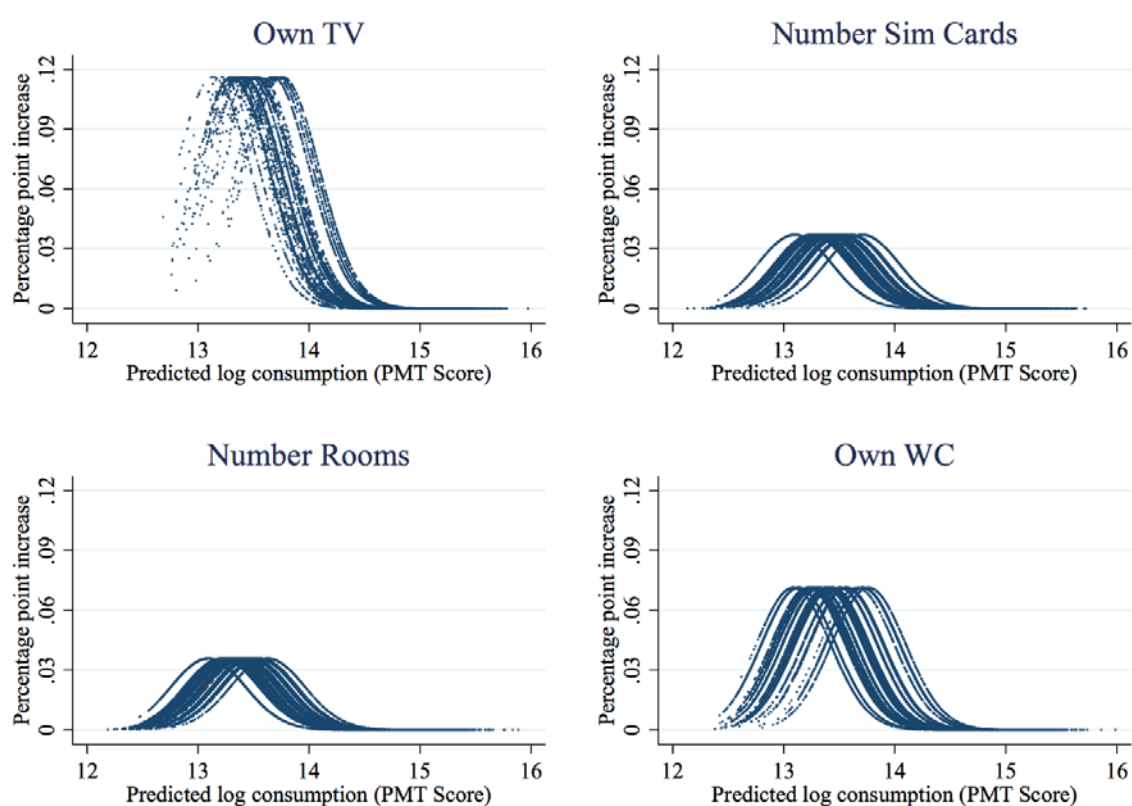 Own TV
Percentage point increase
.12
.09
.06
.03
0
12 13 14 15 16
Predicted log consumption (PMT Score)
Number Sim Cards
Percentage point increase
.12
.09
.06
.03
0
12 13 14 15 16
Predicted log consumption (PMT Score)
Number Rooms
Percentage point increase
.12
.09
.06
.03
0
12 13 14 15 16
Predicted log consumption (PMT Score)
Own WC
Percentage point increase
.12
.09
.06
.03
0
12 13 14 15 16
Predicted log consumption (PMT Score)